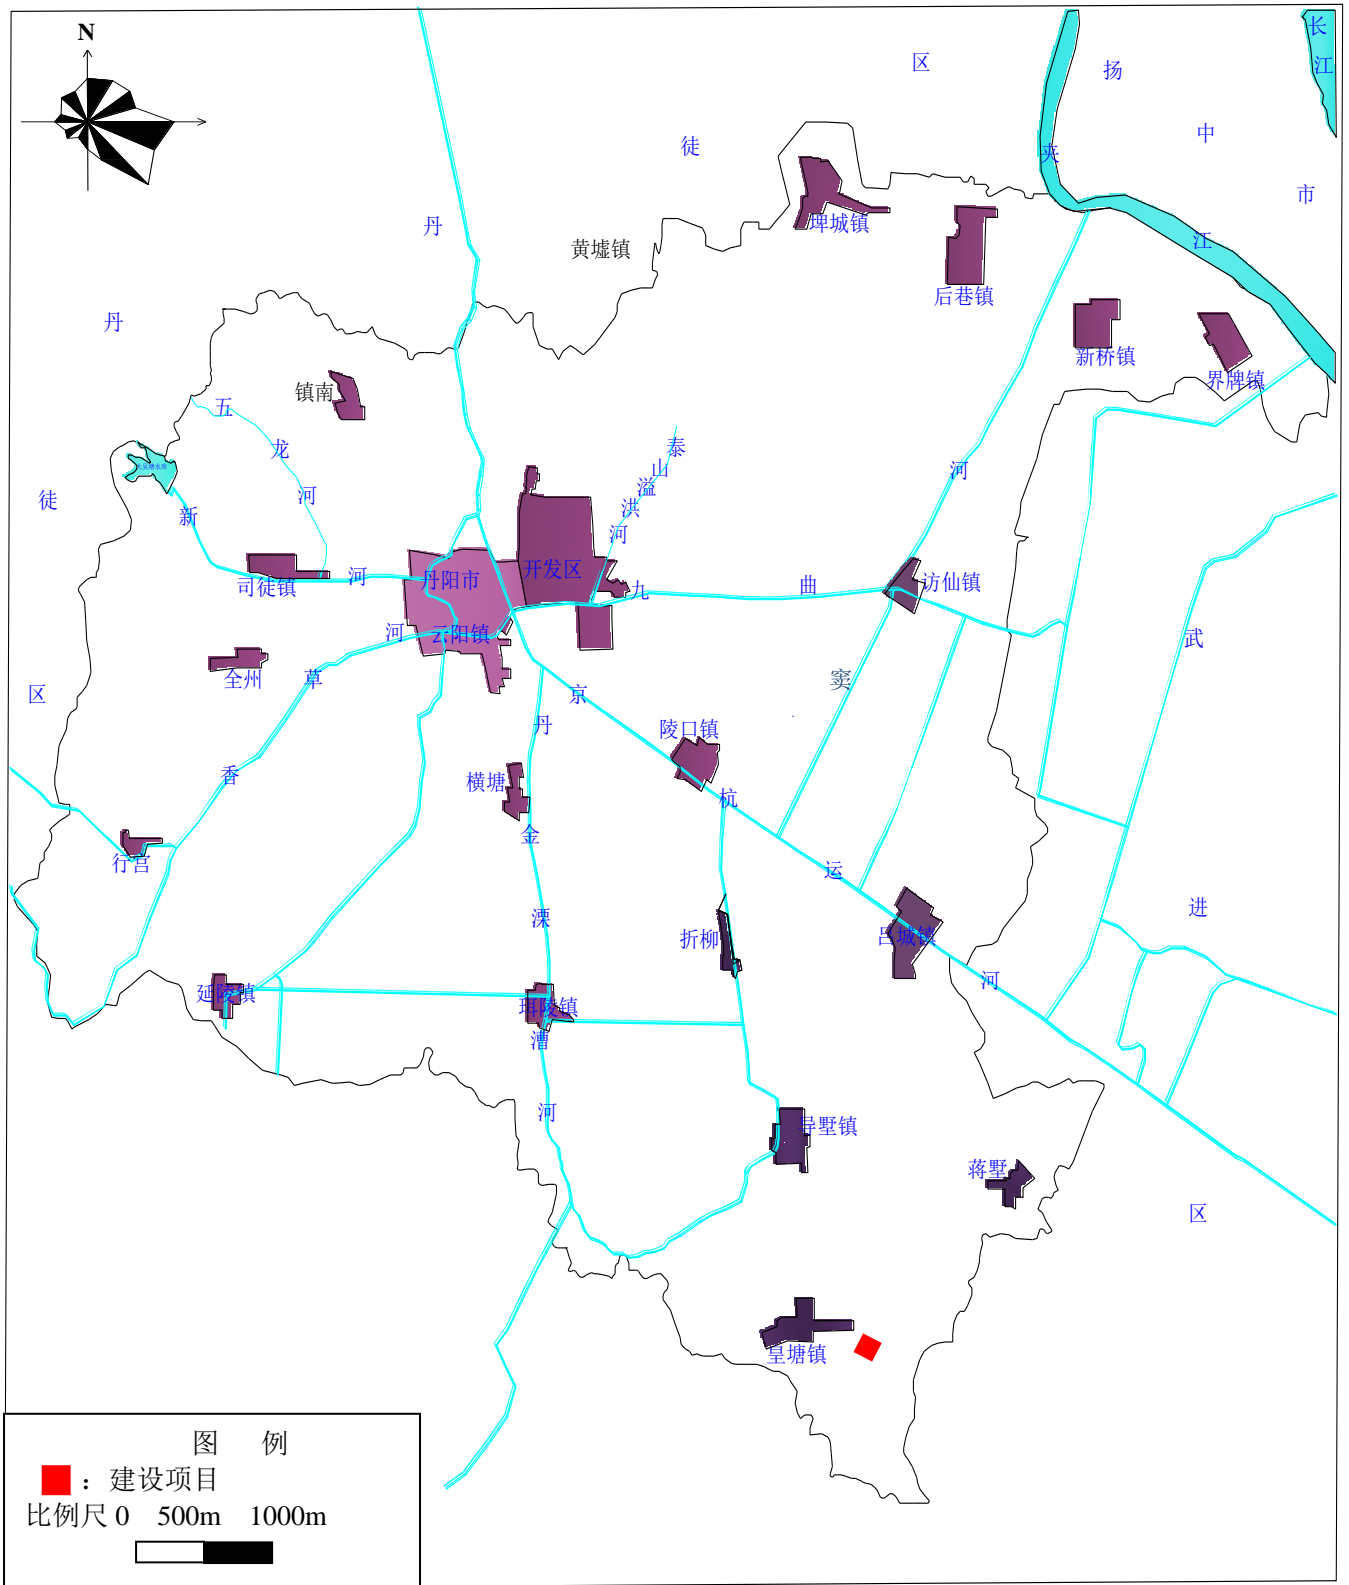 N
长
江
区
扬
中
市
徒
夹
江
丹
黄墟镇
埤城镇
后巷镇
新桥镇
界牌镇
丹
镇南
五
龙
河
泰
山
溢
洪
河
河
徒
新
河
司徒镇
丹阳市
开发区
九
曲
访仙镇
河
云阳镇
武
全州
草
窦
区
京
丹
陵口镇
香
横塘
杭
金
行宫
运
进
溧
折柳
吕城镇
河
延陵镇
珥陵镇
漕
河
导墅镇
蒋墅
区
呈塘镇
图 例
：建设项目
比例尺 0 500m 1000m